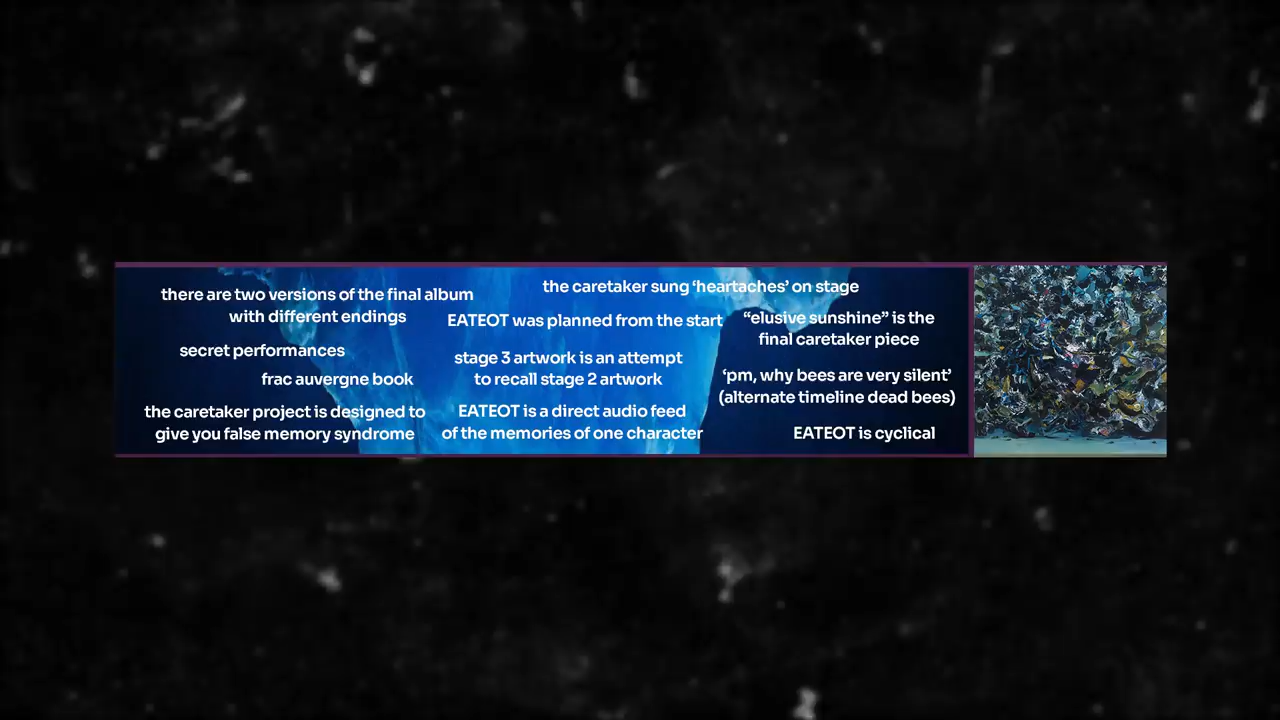 there are two versions of the final album
with different endings
secret performances
frac auvergne book
the caretaker project is designed to
give you false memory syndrome
the caretaker sung ‘heartaches’ on stage
EATEOT was planned from the start
stage 3 artwork is an attempt
to recall stage 2 artwork
EATEOT is a direct audio feed
of the memories of one character
“elusive sunshine” is the
final caretaker piece
‘pm, why bees are very silent’
(alternate timeline dead bees)
EATEOT is cyclical